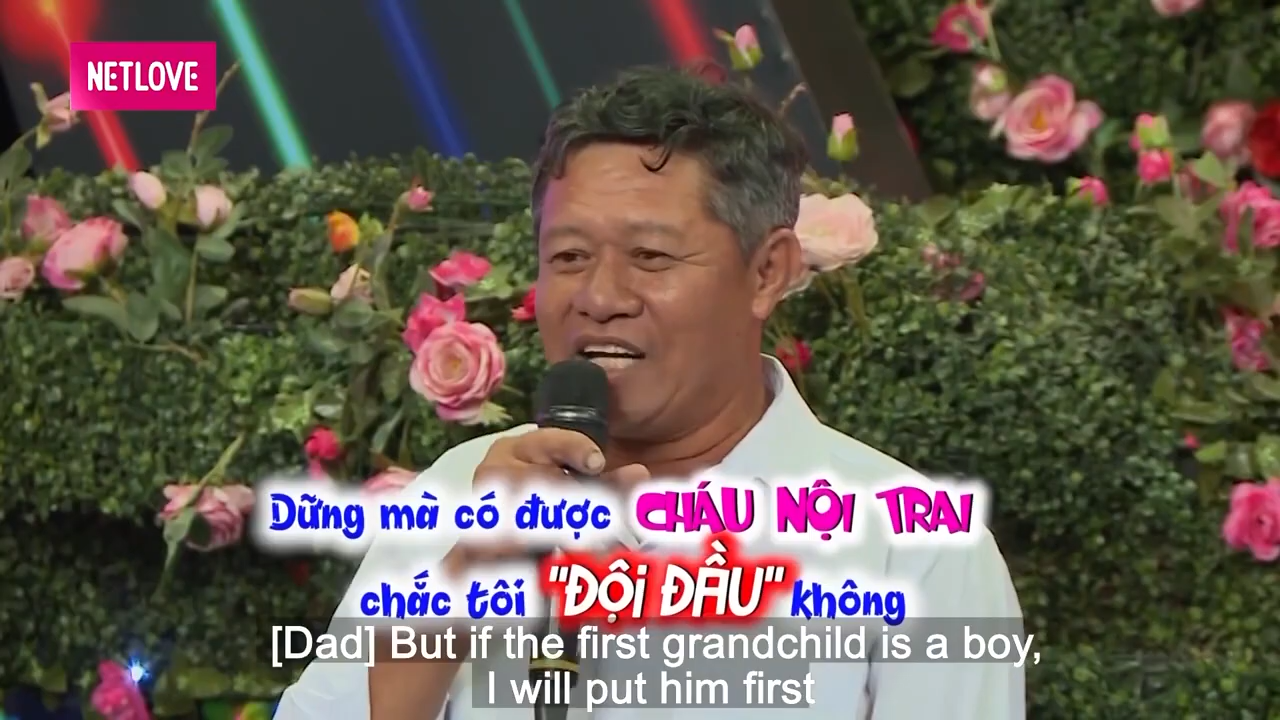 NETLOVE
Dững mà có được CHÁU NỘI TRAI
chắc tôi "ĐỘI ĐẦU" không
[Dad] But if the first grandchild is a boy,
I will put him first